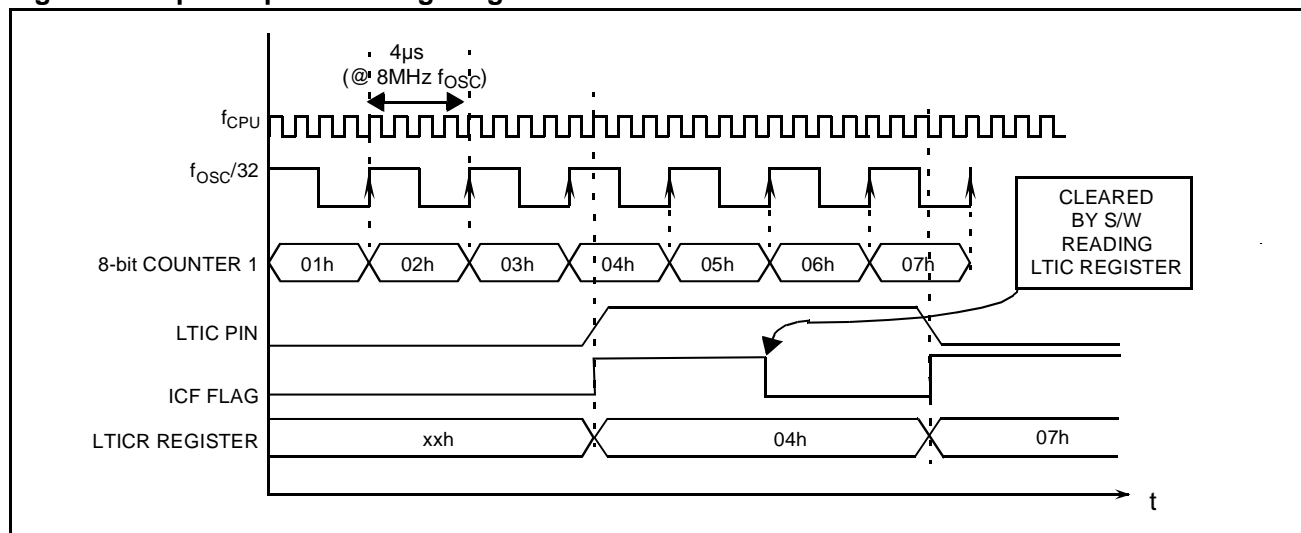 4µs
(@ 8MHz fOSC)
fCPU
fOSC/32
8-bit COUNTER 1
01h
02h
03h
04h
05h
06h
07h
CLEARED
BY S/W
READING
LTIC REGISTER
LTIC PIN
ICF FLAG
LTICR REGISTER
xxh
04h
07h
t